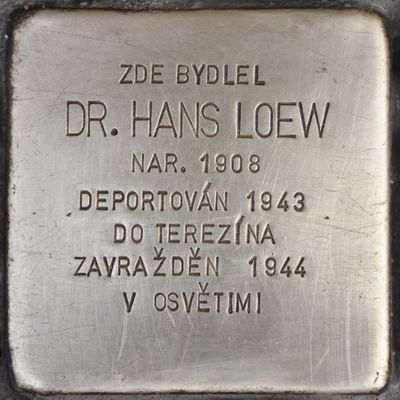 ZDE BYDLEL
DR. HANS LOEW
NAR. 1908
DEPORTOVÁN 1943
DO TEREZÍNA
ZAVRAŽDĚN 1944
V OSVĚTIMI